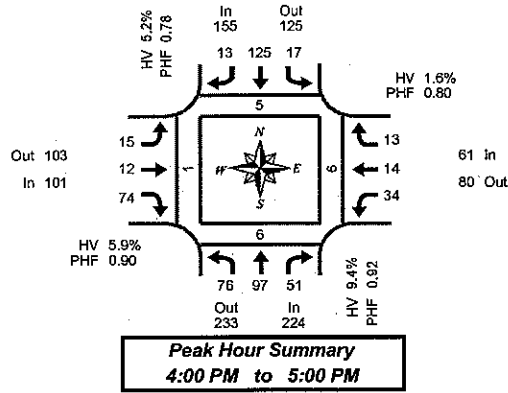 HV 5.2%
PHF 0.78
In
155
Out
125
13 125 17
HV 1.6%
PHF 0.80
5
15
12
74
Out 103
In 101
1
N
W E
S
6
13
14
34
61 In
80 Out
HV 5.9%
PHF 0.90
6
76 97 51
Out
233
In
224
HV 9.4%
PHF 0.92
Peak Hour Summary
4:00 PM to 5:00 PM